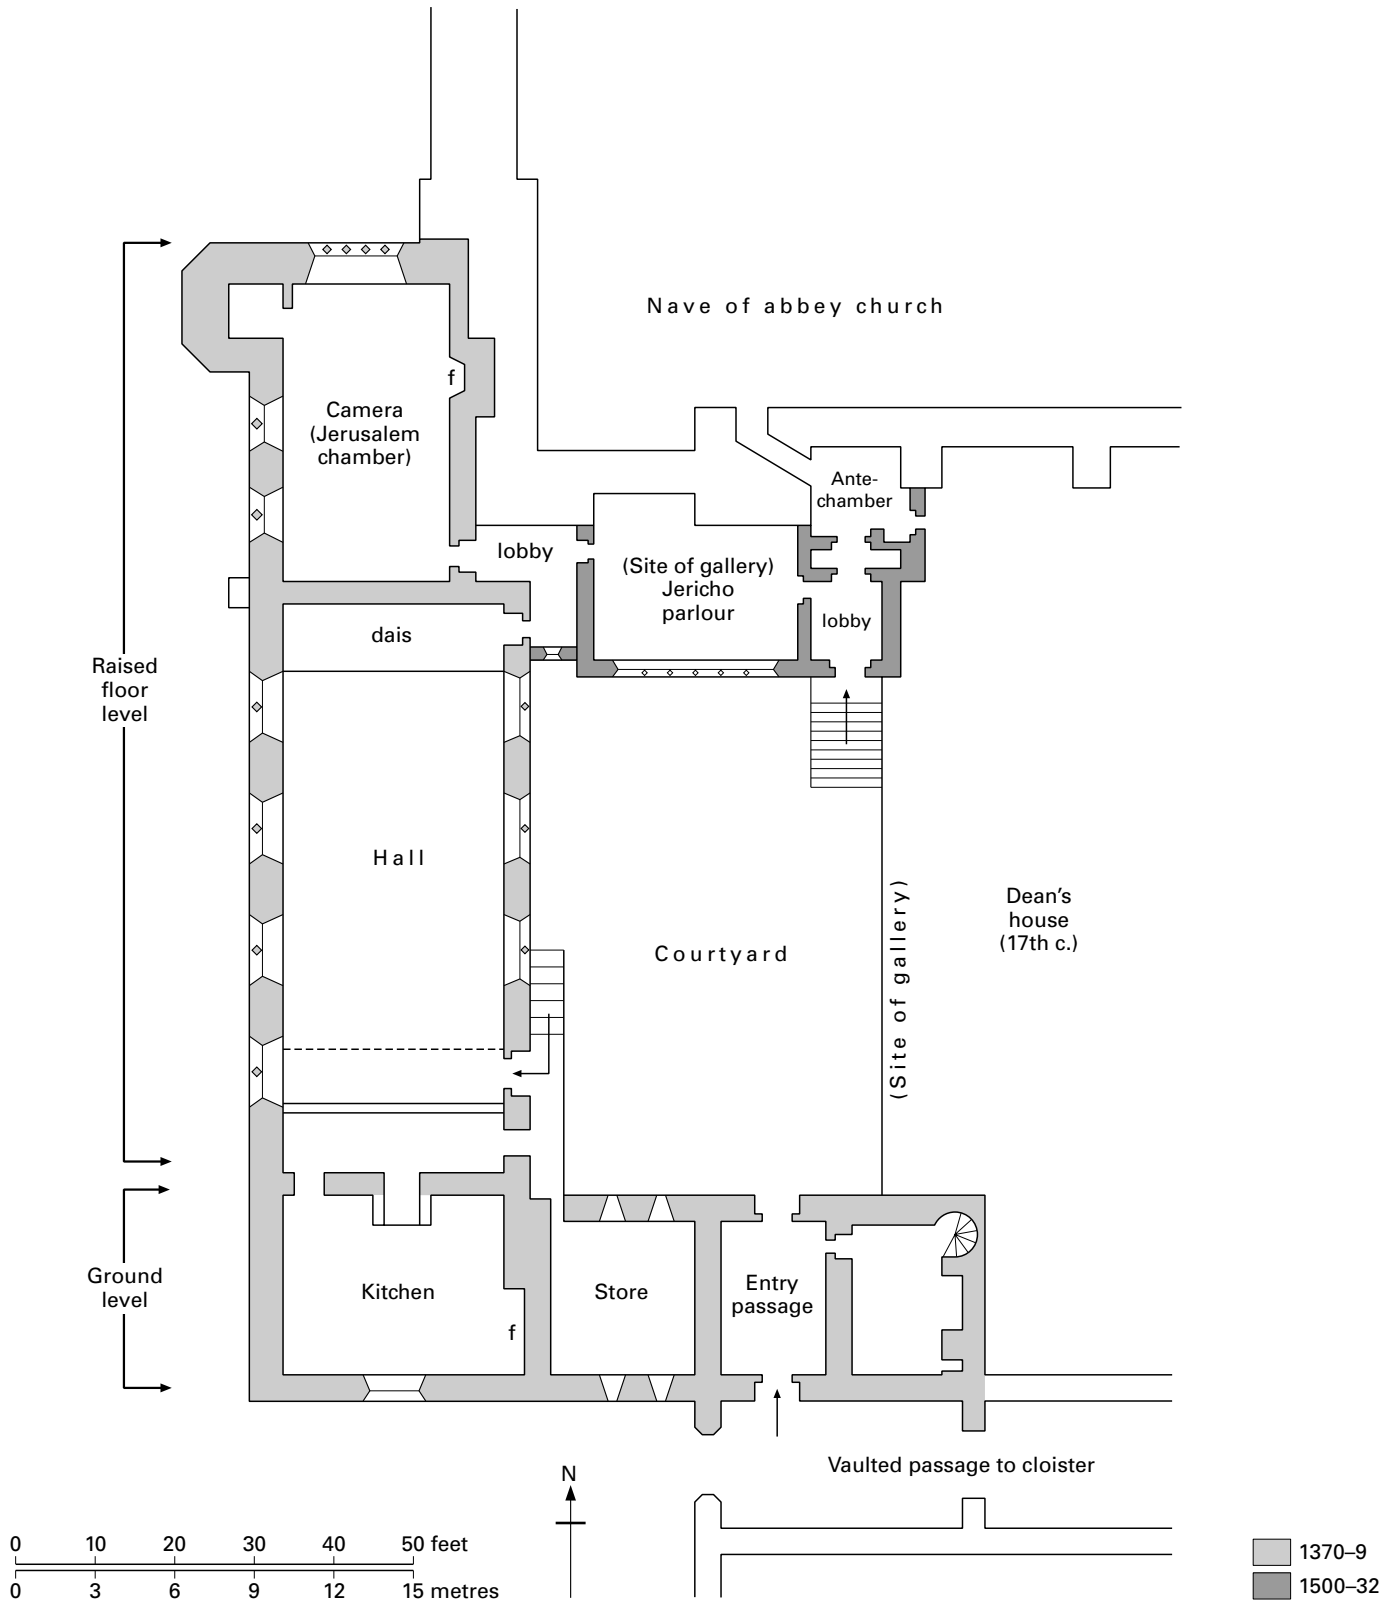 Nave of abbey church
f
Camera
(Jerusalem
chamber)
Ante-
chamber
lobby
(Site of gallery)
Jericho
parlour
lobby
dais
Raised
floor
level
Hall
Courtyard
(Site of gallery)
Dean's
house
(17th c.)
Ground
level
Kitchen
f
Store
Entry
passage
Vaulted passage to cloister
N
0 10 20 30 40 50 feet
0 3 6 9 12 15 metres
1370–9
1500–32